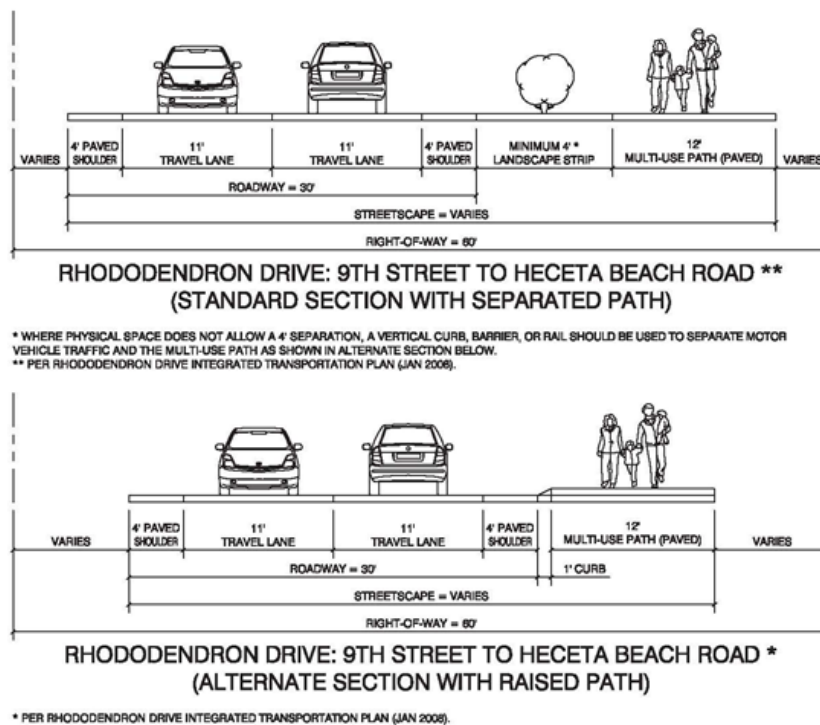 VARIES
4' PAVED SHOULDER
11' TRAVEL LANE
11' TRAVEL LANE
4' PAVED SHOULDER
MINIMUM 4' * LANDSCAPE STRIP
12' MULTI-USE PATH (PAVED)
VARIES
ROADWAY = 30'
STREETSCAPE = VARIES
RIGHT-OF-WAY = 60'
RHODODENDRON DRIVE: 9TH STREET TO HECETA BEACH ROAD **
(STANDARD SECTION WITH SEPARATED PATH)
* WHERE PHYSICAL SPACE DOES NOT ALLOW A 4' SEPARATION, A VERTICAL CURB, BARRIER, OR RAIL SHOULD BE USED TO SEPARATE MOTOR
VEHICLE TRAFFIC AND THE MULTI-USE PATH AS SHOWN IN ALTERNATE SECTION BELOW.
** PER RHODODENDRON DRIVE INTEGRATED TRANSPORTATION PLAN (JAN 2008).
VARIES
4' PAVED SHOULDER
11' TRAVEL LANE
11' TRAVEL LANE
4' PAVED SHOULDER
12' MULTI-USE PATH (PAVED)
VARIES
ROADWAY = 30'
1' CURB
STREETSCAPE = VARIES
RIGHT-OF-WAY = 60'
RHODODENDRON DRIVE: 9TH STREET TO HECETA BEACH ROAD *
(ALTERNATE SECTION WITH RAISED PATH)
* PER RHODODENDRON DRIVE INTEGRATED TRANSPORTATION PLAN (JAN 2008).